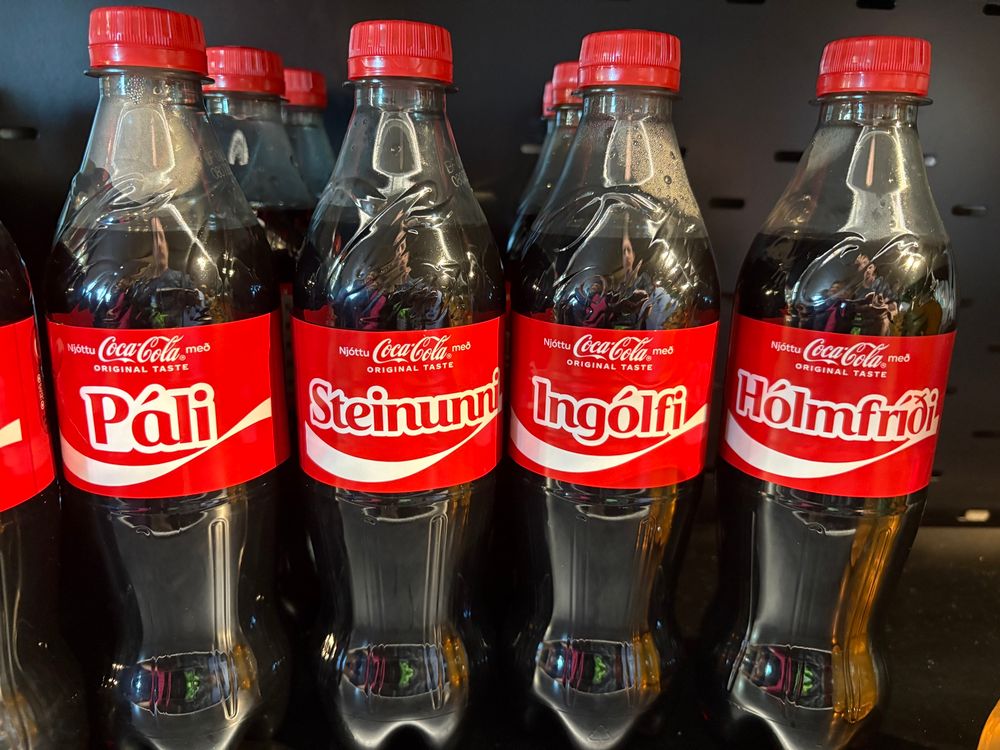 Njóttu Coca-Cola® með
ORIGINAL TASTE
Páli
Njóttu Coca-Cola® með
ORIGINAL TASTE
Steinunni
Njóttu Coca-Cola® með
ORIGINAL TASTE
Ingólfi
Njóttu Coca-Cola® með
ORIGINAL TASTE
Hólmfríði